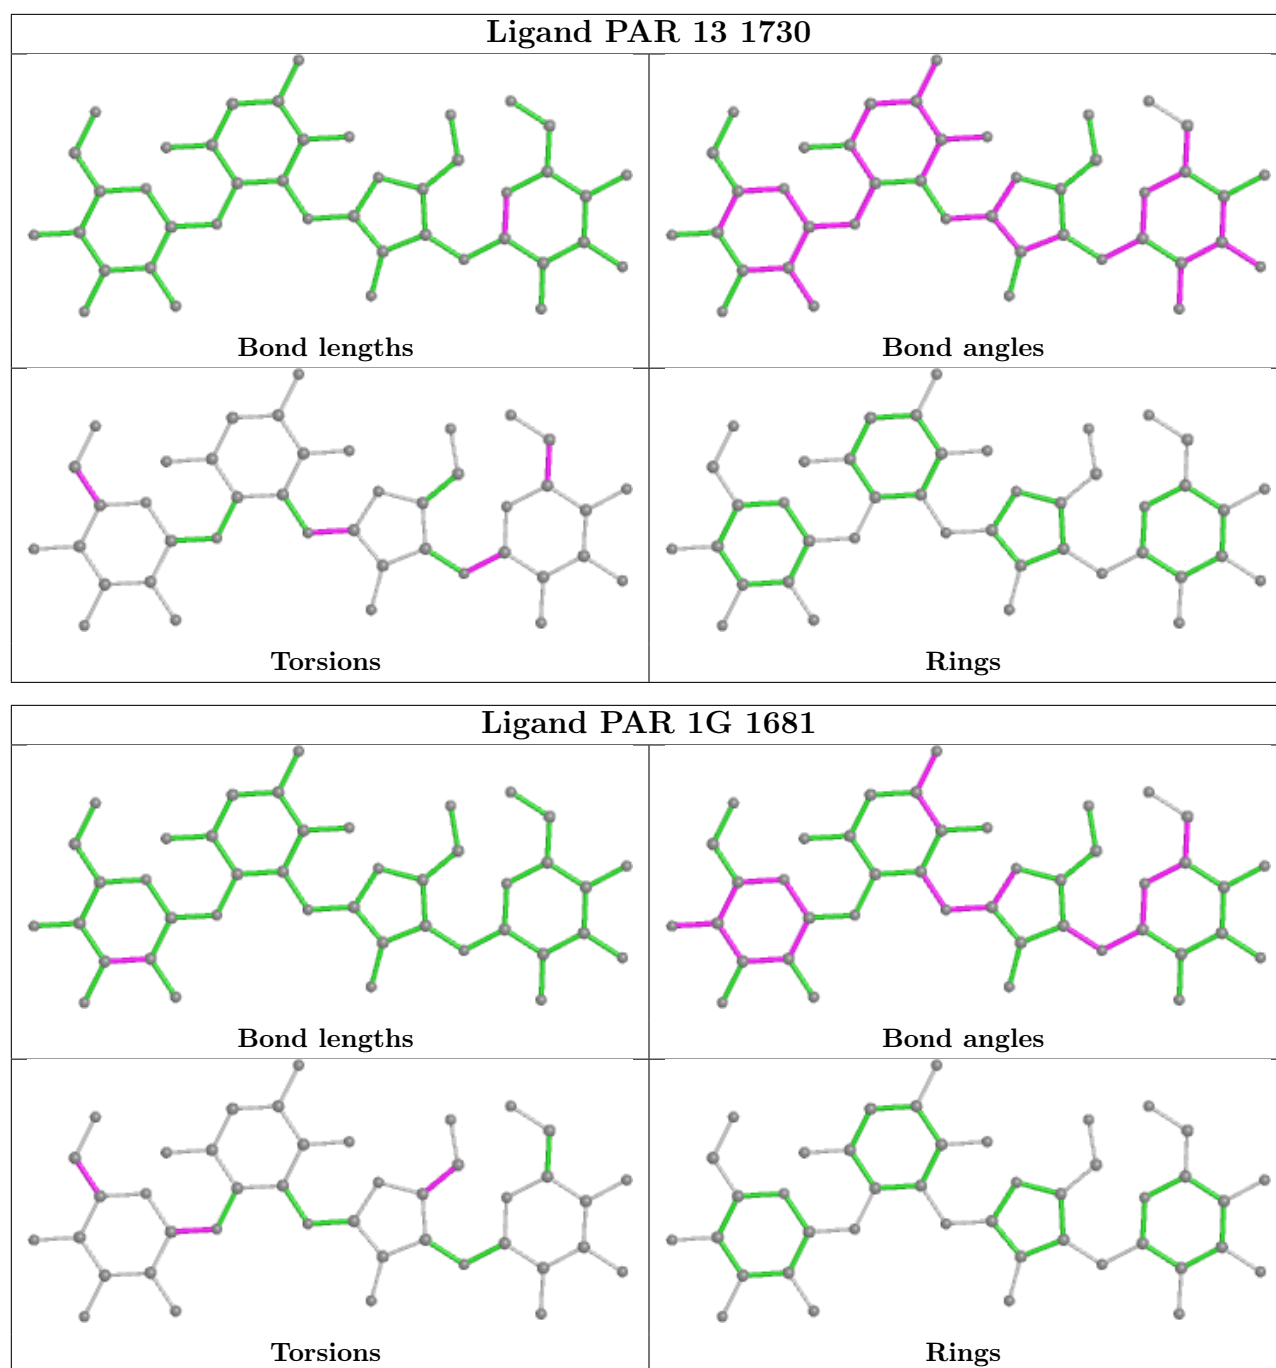 Ligand PAR 13 1730
Bond lengths
Bond angles
Torsions
Rings
Ligand PAR 1G 1681
Bond lengths
Bond angles
Torsions
Rings